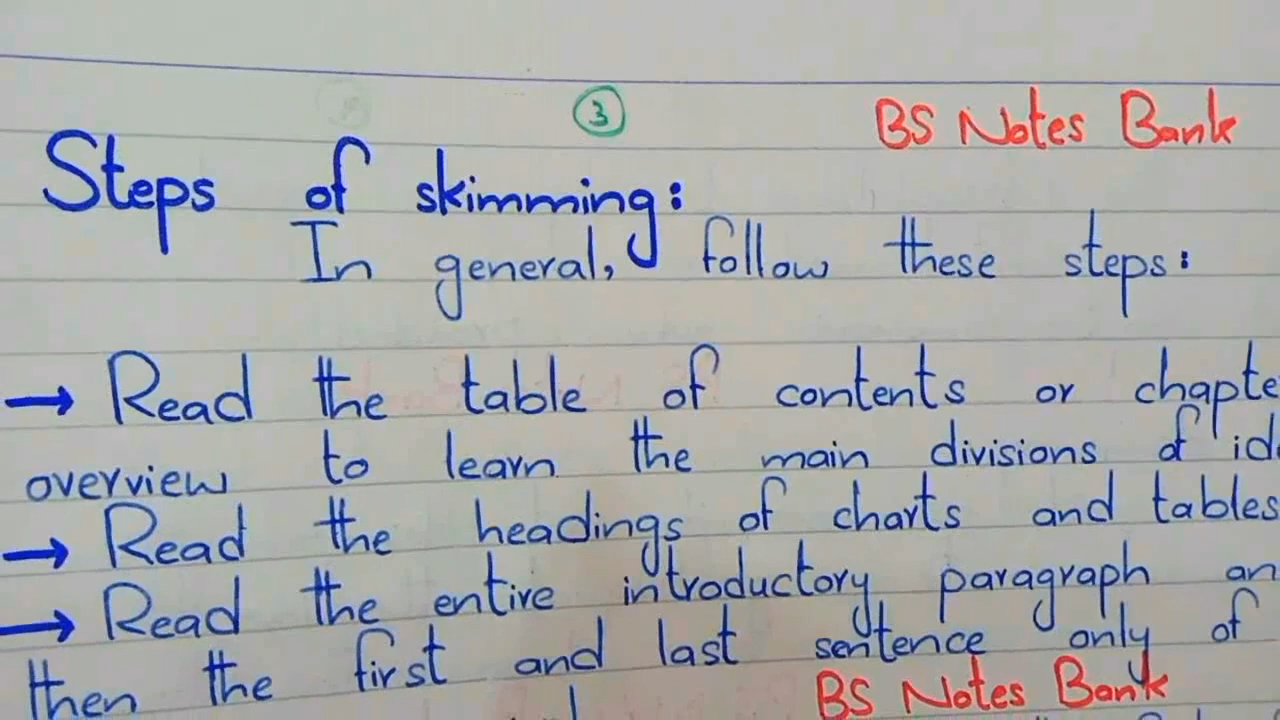 3
BS Notes Bank
Steps of skimming:
In general, follow these steps:
→ Read the table of contents or chapte
overview to learn the main divisions of id
→ Read the headings of charts and tables
→ Read the entire introductory paragraph an
then the first and last sentence only of
BS Notes Bank